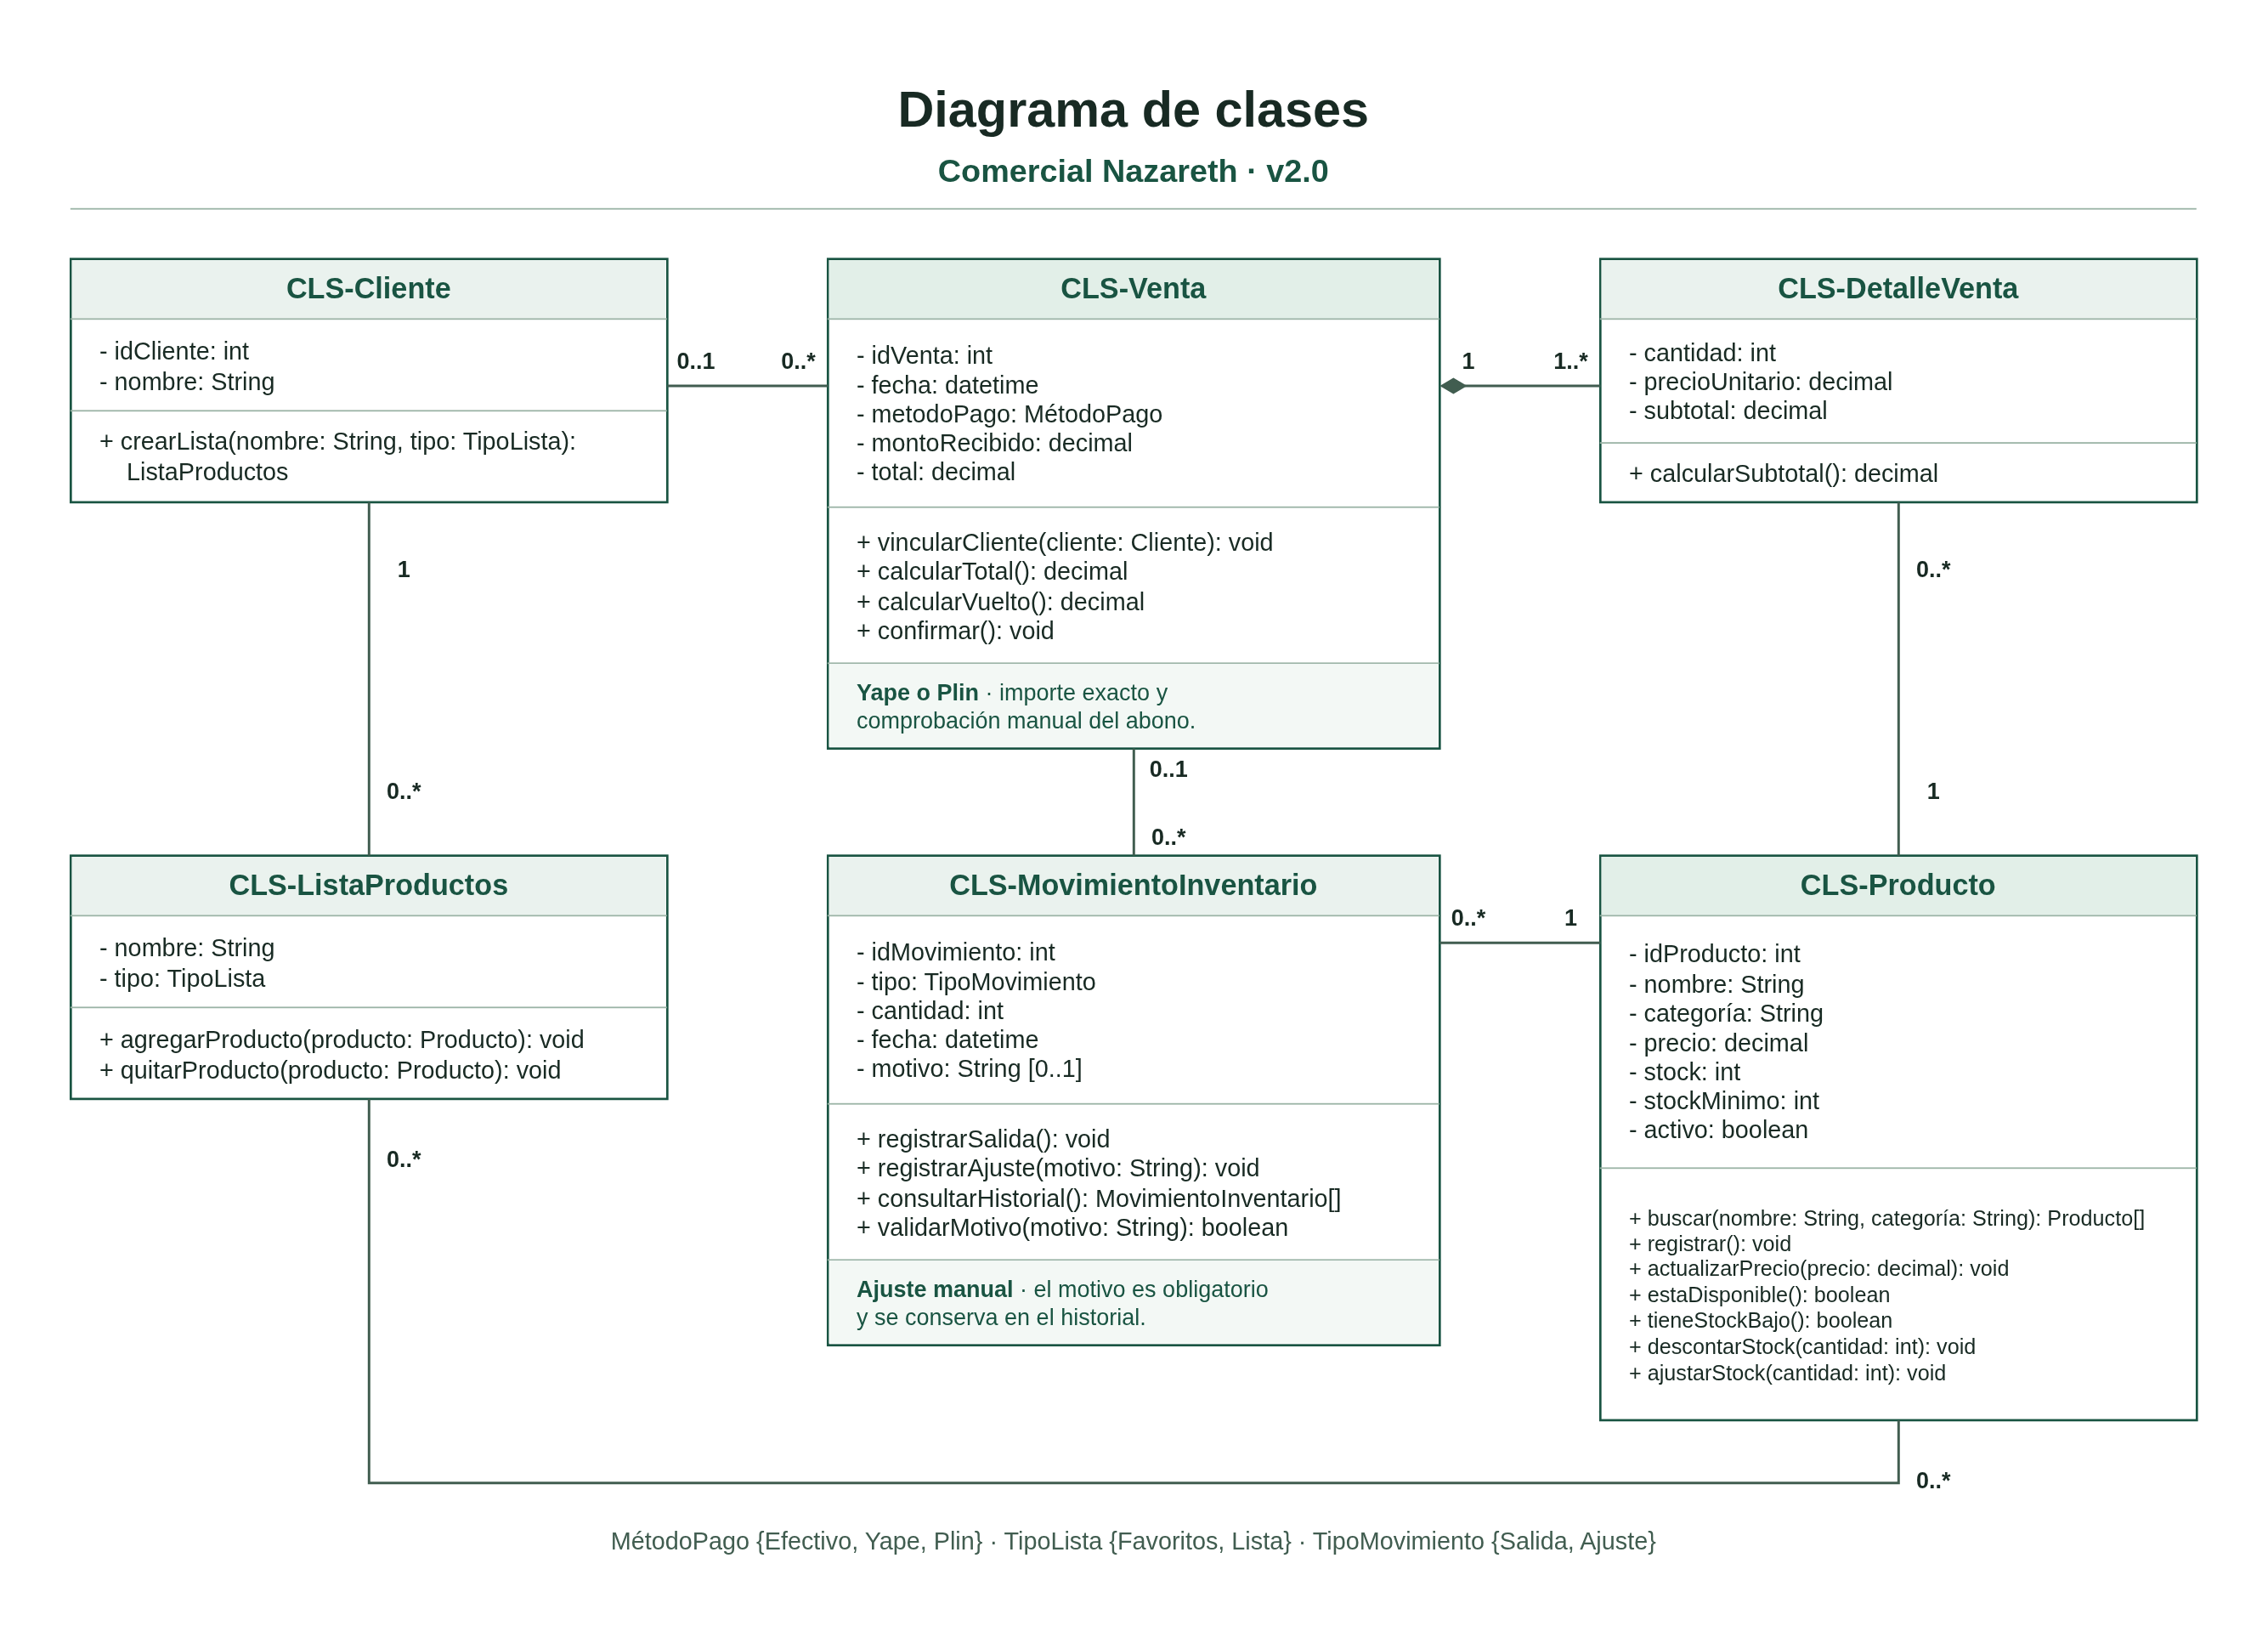 Diagrama de clases
Comercial Nazareth · v2.0
CLS-Cliente
- idCliente: int
- nombre: String
+ crearLista(nombre: String, tipo: TipoLista):
ListaProductos
0..1
0..*
CLS-Venta
- idVenta: int
- fecha: datetime
- metodoPago: MétodoPago
- montoRecibido: decimal
- total: decimal
+ vincularCliente(cliente: Cliente): void
+ calcularTotal(): decimal
+ calcularVuelto(): decimal
+ confirmar(): void
Yape o Plin · importe exacto y
comprobación manual del abono.
1
1..*
CLS-DetalleVenta
- cantidad: int
- precioUnitario: decimal
- subtotal: decimal
+ calcularSubtotal(): decimal
1
0..*
0..1
0..*
0..*
1
CLS-ListaProductos
- nombre: String
- tipo: TipoLista
+ agregarProducto(producto: Producto): void
+ quitarProducto(producto: Producto): void
0..*
CLS-MovimientoInventario
- idMovimiento: int
- tipo: TipoMovimiento
- cantidad: int
- fecha: datetime
- motivo: String [0..1]
+ registrarSalida(): void
+ registrarAjuste(motivo: String): void
+ consultarHistorial(): MovimientoInventario[]
+ validarMotivo(motivo: String): boolean
Ajuste manual · el motivo es obligatorio
y se conserva en el historial.
0..*
1
CLS-Producto
- idProducto: int
- nombre: String
- categoría: String
- precio: decimal
- stock: int
- stockMinimo: int
- activo: boolean
+ buscar(nombre: String, categoría: String): Producto[]
+ registrar(): void
+ actualizarPrecio(precio: decimal): void
+ estaDisponible(): boolean
+ tieneStockBajo(): boolean
+ descontarStock(cantidad: int): void
+ ajustarStock(cantidad: int): void
0..*
MétodoPago {Efectivo, Yape, Plin} · TipoLista {Favoritos, Lista} · TipoMovimiento {Salida, Ajuste}